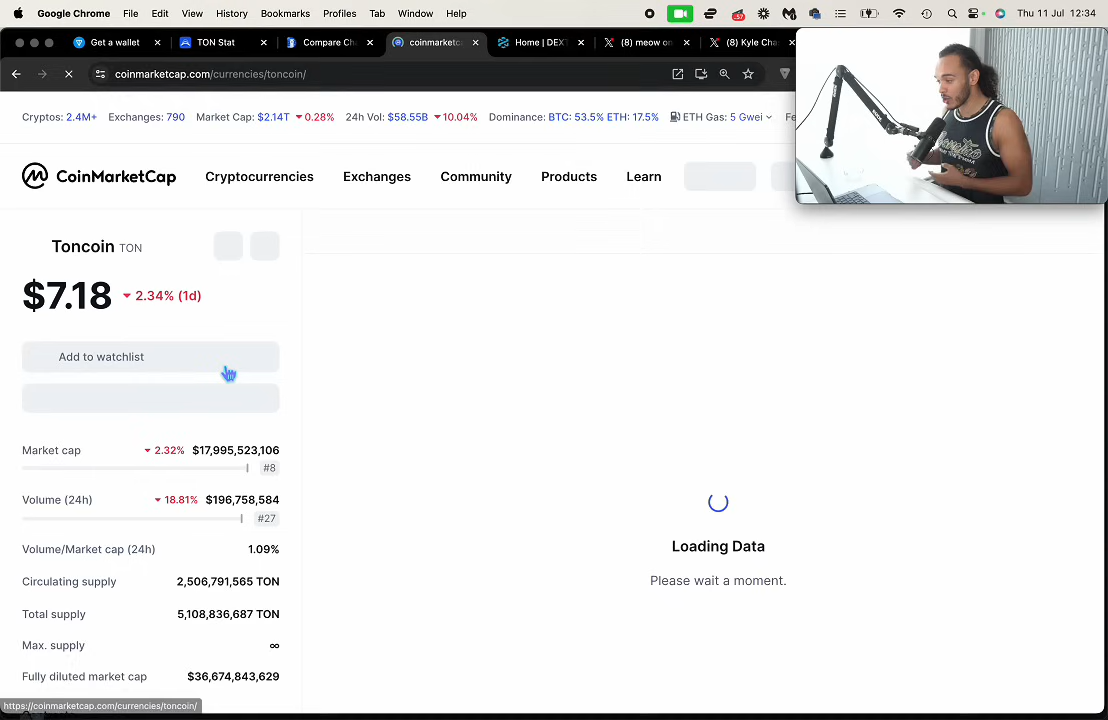 Google Chrome File Edit View History Bookmarks Profiles Tab Window Help Thu 11 Jul 12:34
Get a wallet TON Stat Compare Ch coinmarketc Home | DEXT (8) meow on (8) Kyle Cha
coinmarketcap.com/currencies/toncoin/
Cryptos: 2.4M+ Exchanges: 790 Market Cap: $2.14T 0.28% 24h Vol: $58.55B 10.04% Dominance: BTC: 53.5% ETH: 17.5% ETH Gas: 5 Gwei Fe
CoinMarketCap Cryptocurrencies Exchanges Community Products Learn
Toncoin TON
$7.18 2.34% (1d)
Add to watchlist
Market cap 2.32% $17,995,523,106
#8
Volume (24h) 18.81% $196,758,584
#27
Volume/Market cap (24h) 1.09%
Circulating supply 2,506,791,565 TON
Total supply 5,108,836,687 TON
Max. supply ∞
Fully diluted market cap $36,674,843,629
https://coinmarketcap.com/currencies/toncoin/
Loading Data
Please wait a moment.